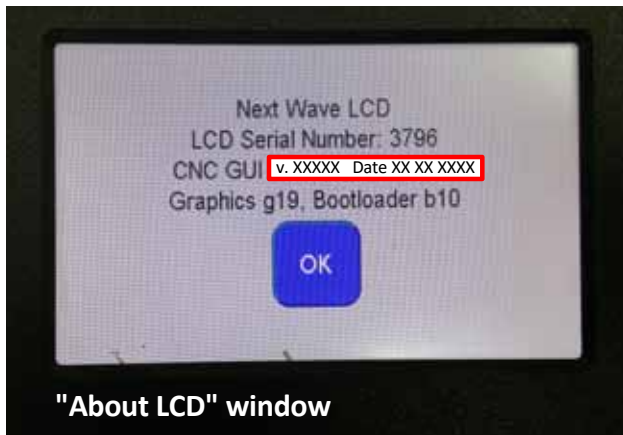 Next Wave LCD
LCD Serial Number: 3796
CNC GUI v. XXXXX Date XX XX XXXX
Graphics g19, Bootloader b10
OK
"About LCD" window